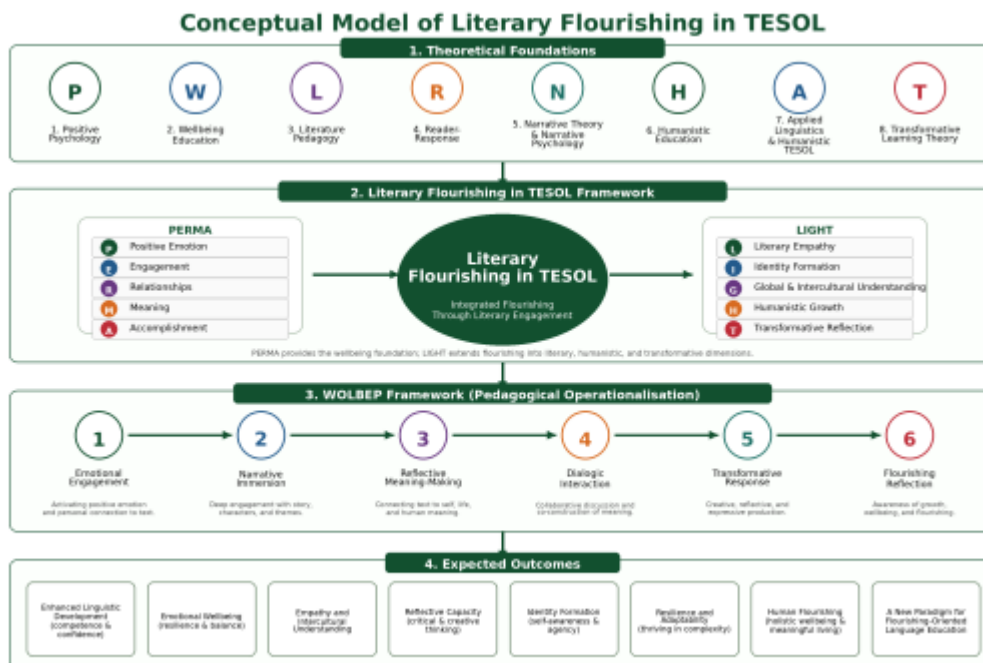 Conceptual Model of Literary Flourishing in TESOL
1. Theoretical Foundations
P
W
L
R
N
H
A
T
1. Positive
Psychology
2. Wellbeing
Education
3. Literature
Pedagogy
4. Reader-
Response
5. Narrative Theory
& Narrative
Psychology
6. Humanistic
Education
7. Applied
Linguistics
& Humanistic
TESOL
8. Transformative
Learning Theory
2. Literary Flourishing in TESOL Framework
PERMA
P Positive Emotion
E Engagement
R Relationships
M Meaning
A Accomplishment
Literary
Flourishing in TESOL
Integrated Flourishing
Through Literary Engagement
LIGHT
L Literary Empathy
I Identity Formation
G Global & Intercultural Understanding
H Humanistic Growth
T Transformative Reflection
PERMA provides the wellbeing foundation; LIGHT extends flourishing into literary, humanistic, and transformative dimensions.
3. WOLBEP Framework (Pedagogical Operationalisation)
1
2
3
4
5
6
Emotional
Engagement
Activating positive emotion
and personal connection to text.
Narrative
Immersion
Deep engagement with story,
characters, and themes.
Reflective
Meaning-Making
Connecting text to self, life,
and human meaning.
Dialogic
Interaction
Collaborative discussion and
co-construction of meaning.
Transformative
Response
Creative, reflective, and
expressive production.
Flourishing
Reflection
Awareness of growth,
wellbeing, and flourishing.
4. Expected Outcomes
Enhanced Linguistic
Development
(competence &
confidence)
Emotional Wellbeing
(resilience & balance)
Empathy and
Intercultural
Understanding
Reflective Capacity
(critical & creative
thinking)
Identity Formation
(self-awareness &
agency)
Resilience and
Adaptability
(thriving in complexity)
Human Flourishing
(holistic wellbeing &
meaningful living)
A New Paradigm for
Flourishing-Oriented
Language Education